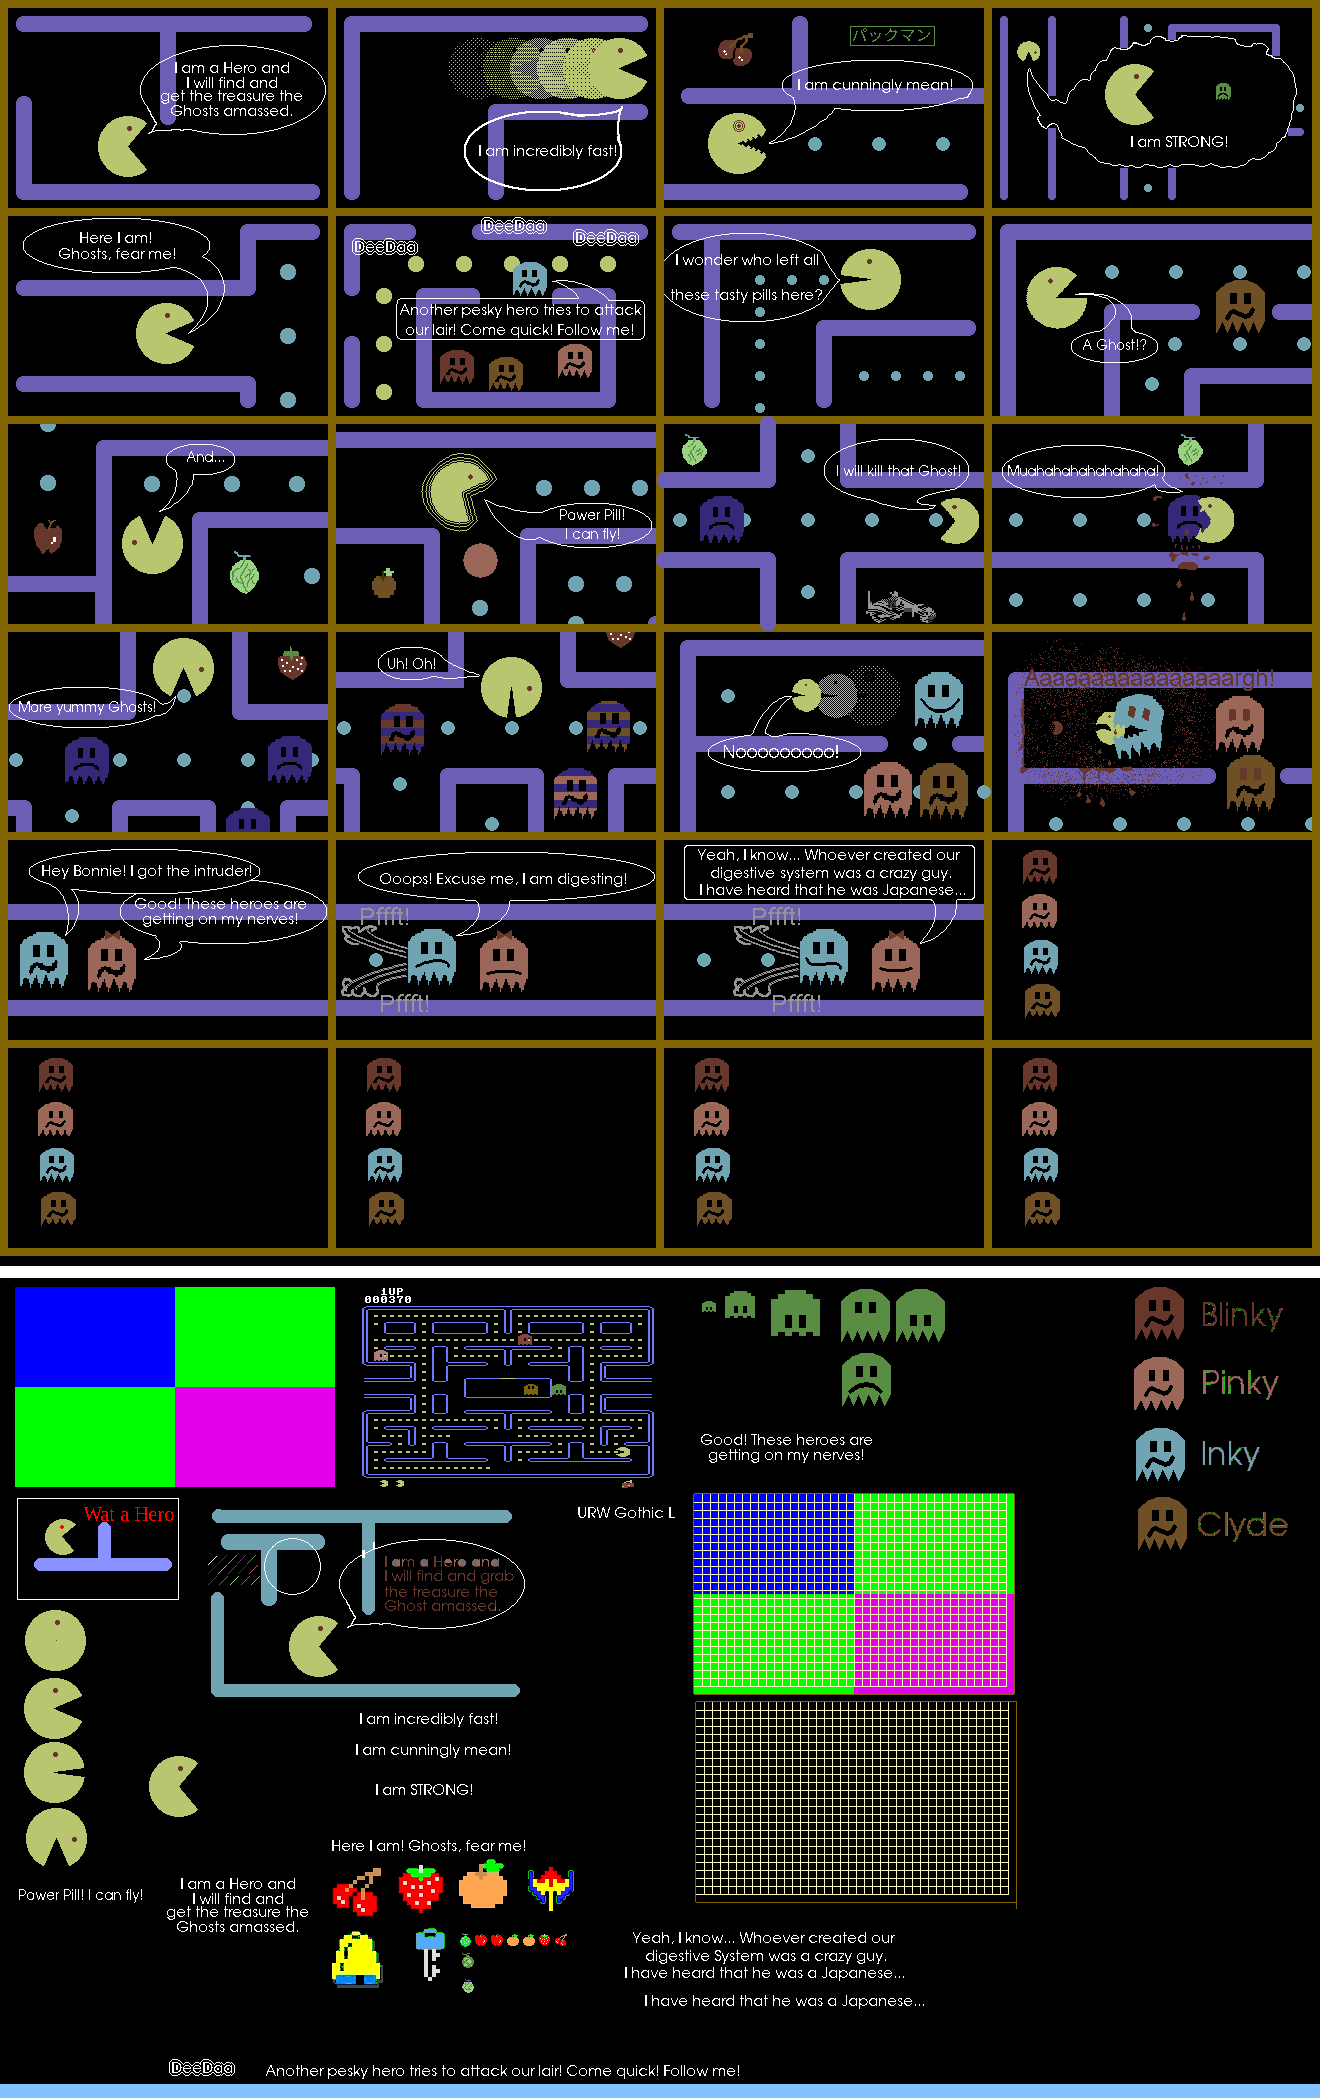 I am a Hero and
I will find and
get the treasure the
Ghosts amassed.
I am incredibly fast!
パックマン
I am cunningly mean!
I am STRONG!
Here I am!
Ghosts, fear me!
DeeDaa
DeeDaa
DeeDaa
Another pesky hero tries to attack
our lair! Come quick! Follow me!
I wonder who left all
these tasty pills here?
A Ghost!?
And...
Power Pill!
I can fly!
I will kill that Ghost!
Muahahahahahaha!
More yummy Ghosts!
Uh! Oh!
Nooooooooo!
Aaaaaaaaaaaaaaaaargh!
Hey Bonnie! I got the intruder!
Good! These heroes are
getting on my nerves!
Pffft!
Ooops! Excuse me, I am digesting!
Pffft!
Yeah, I know... Whoever created our
digestive system was a crazy guy.
I have heard that he was Japanese...
Pffft!
Pffft!
1UP
000370
Good! These heroes are
getting on my nerves!
Blinky
Pinky
Inky
Clyde
Wat a Hero
URW Gothic L
I am a Hero and
I will find and grab
the treasure the
Ghost amassed.
I am incredibly fast!
I am cunningly mean!
I am STRONG!
Here I am! Ghosts, fear me!
Power Pill! I can fly!
I am a Hero and
I will find and
get the treasure the
Ghosts amassed.
Yeah, I know... Whoever created our
digestive System was a crazy guy.
I have heard that he was a Japanese...
I have heard that he was a Japanese...
DeeDaa
Another pesky hero tries to attack our lair! Come quick! Follow me!